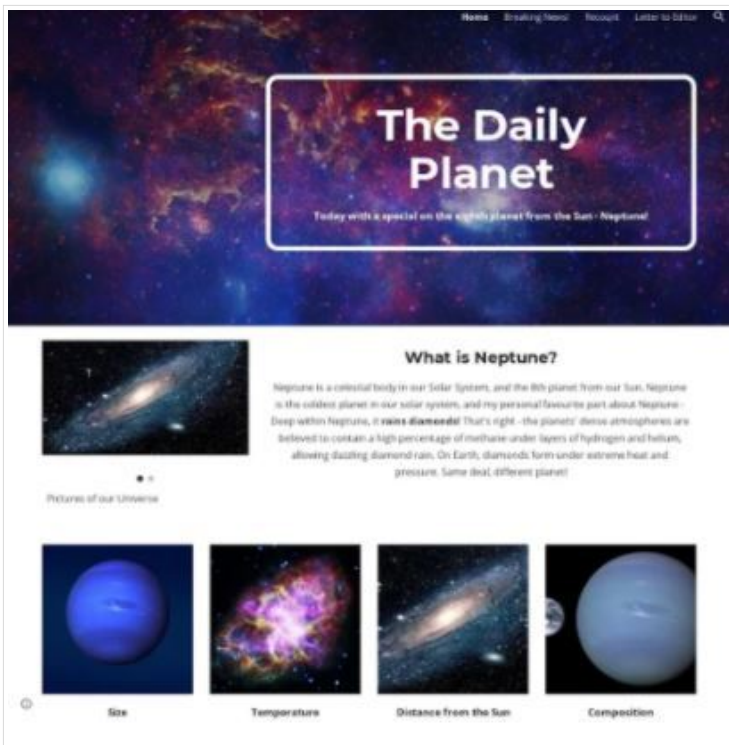 Home Breaking News! Recount Letter to Editor
The Daily
Planet
Today with a special on the eighth planet from the Sun - Neptune!
What is Neptune?
Neptune is a celestial body in our Solar System, and the 8th planet from our Sun. Neptune
is the coldest planet in our solar system, and my personal favourite part about Neptune -
Deep within Neptune, it rains diamonds! That's right - the planets' dense atmospheres are
believed to contain a high percentage of methane under layers of hydrogen and helium,
allowing dazzling diamond rain. On Earth, diamonds form under extreme heat and
pressure. Same deal, different planet!
Pictures of our Universe
Size Temperature Distance from the Sun Composition